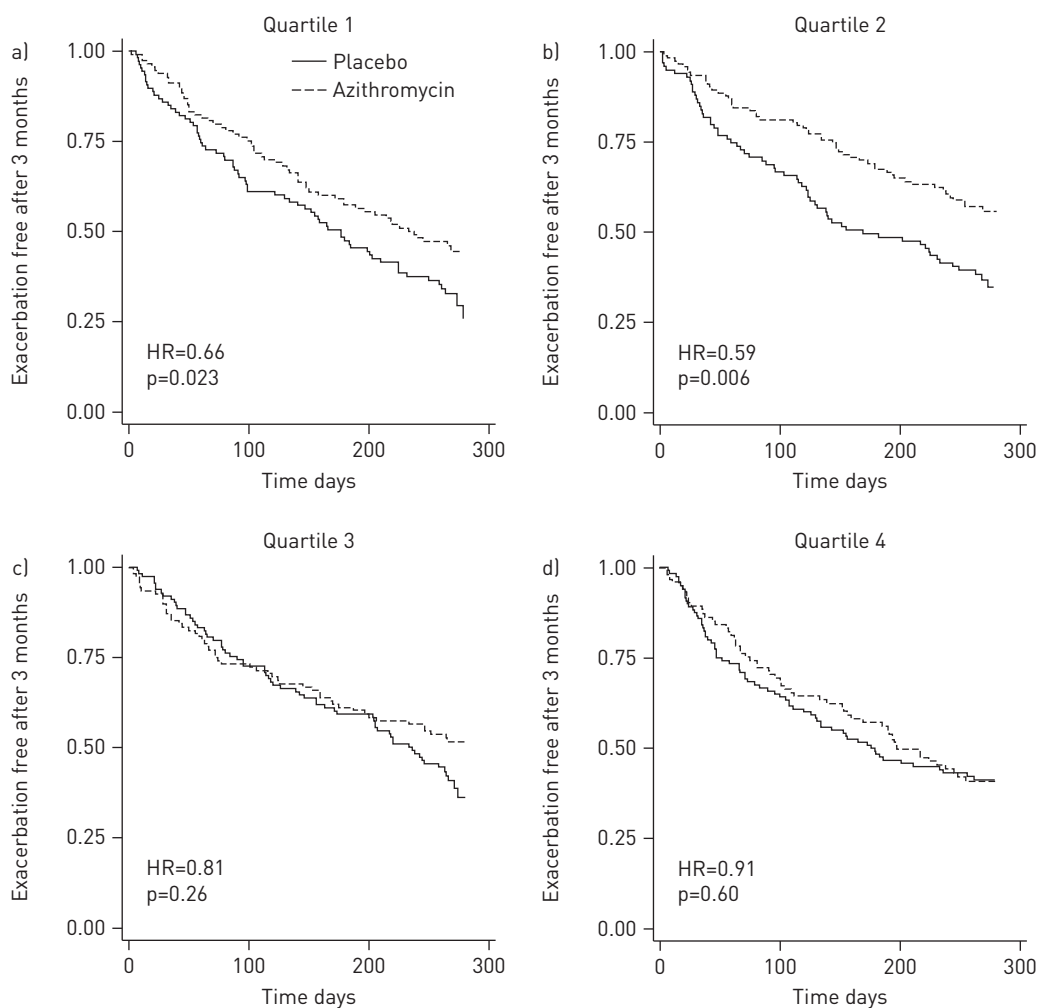 Quartile 1
a)
Placebo
Azithromycin
Exacerbation free after 3 months
1.00
0.75
0.50
0.25
0.00
HR=0.66
p=0.023
0
100
200
300
Time days
Quartile 2
b)
Exacerbation free after 3 months
1.00
0.75
0.50
0.25
0.00
HR=0.59
p=0.006
0
100
200
300
Time days
Quartile 3
c)
Exacerbation free after 3 months
1.00
0.75
0.50
0.25
0.00
HR=0.81
p=0.26
0
100
200
300
Time days
Quartile 4
d)
Exacerbation free after 3 months
1.00
0.75
0.50
0.25
0.00
HR=0.91
p=0.60
0
100
200
300
Time days